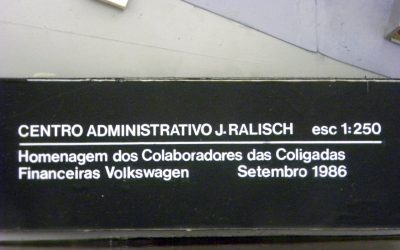 CENTRO ADMINISTRATIVO J. RALISCH esc 1:250
Homenagem dos Colaboradores das Coligadas
Financeiras Volkswagen Setembro 1986